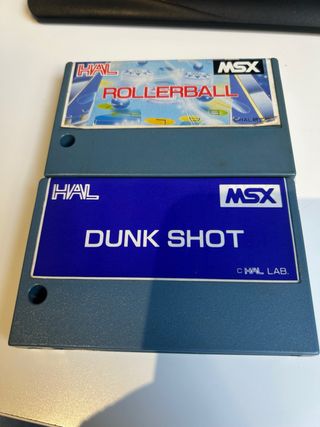 HAL MSX
ROLLERBALL
HAL MSX
DUNK SHOT
© HAL LAB.